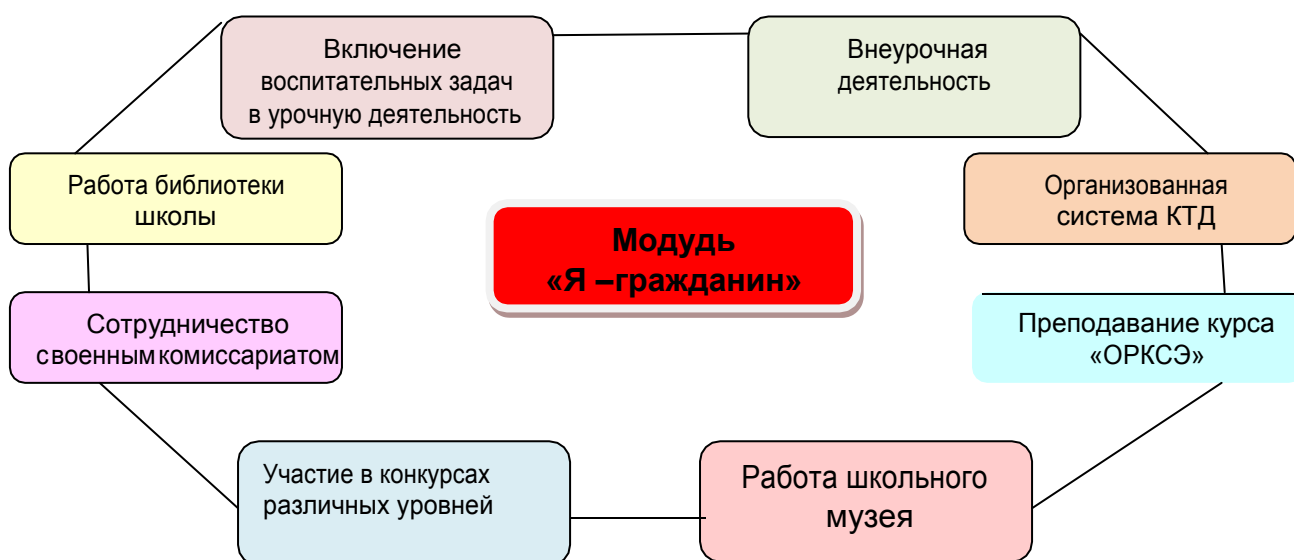 Включение
воспитательных задач
в урочную деятельность
Внеурочная
деятельность
Работа библиотеки
школы
Организованная
система КТД
Модудь
«Я –гражданин»
Сотрудничество
с военным комиссариатом
Преподавание курса
«ОРКСЭ»
Участие в конкурсах
различных уровней
Работа школьного
музея